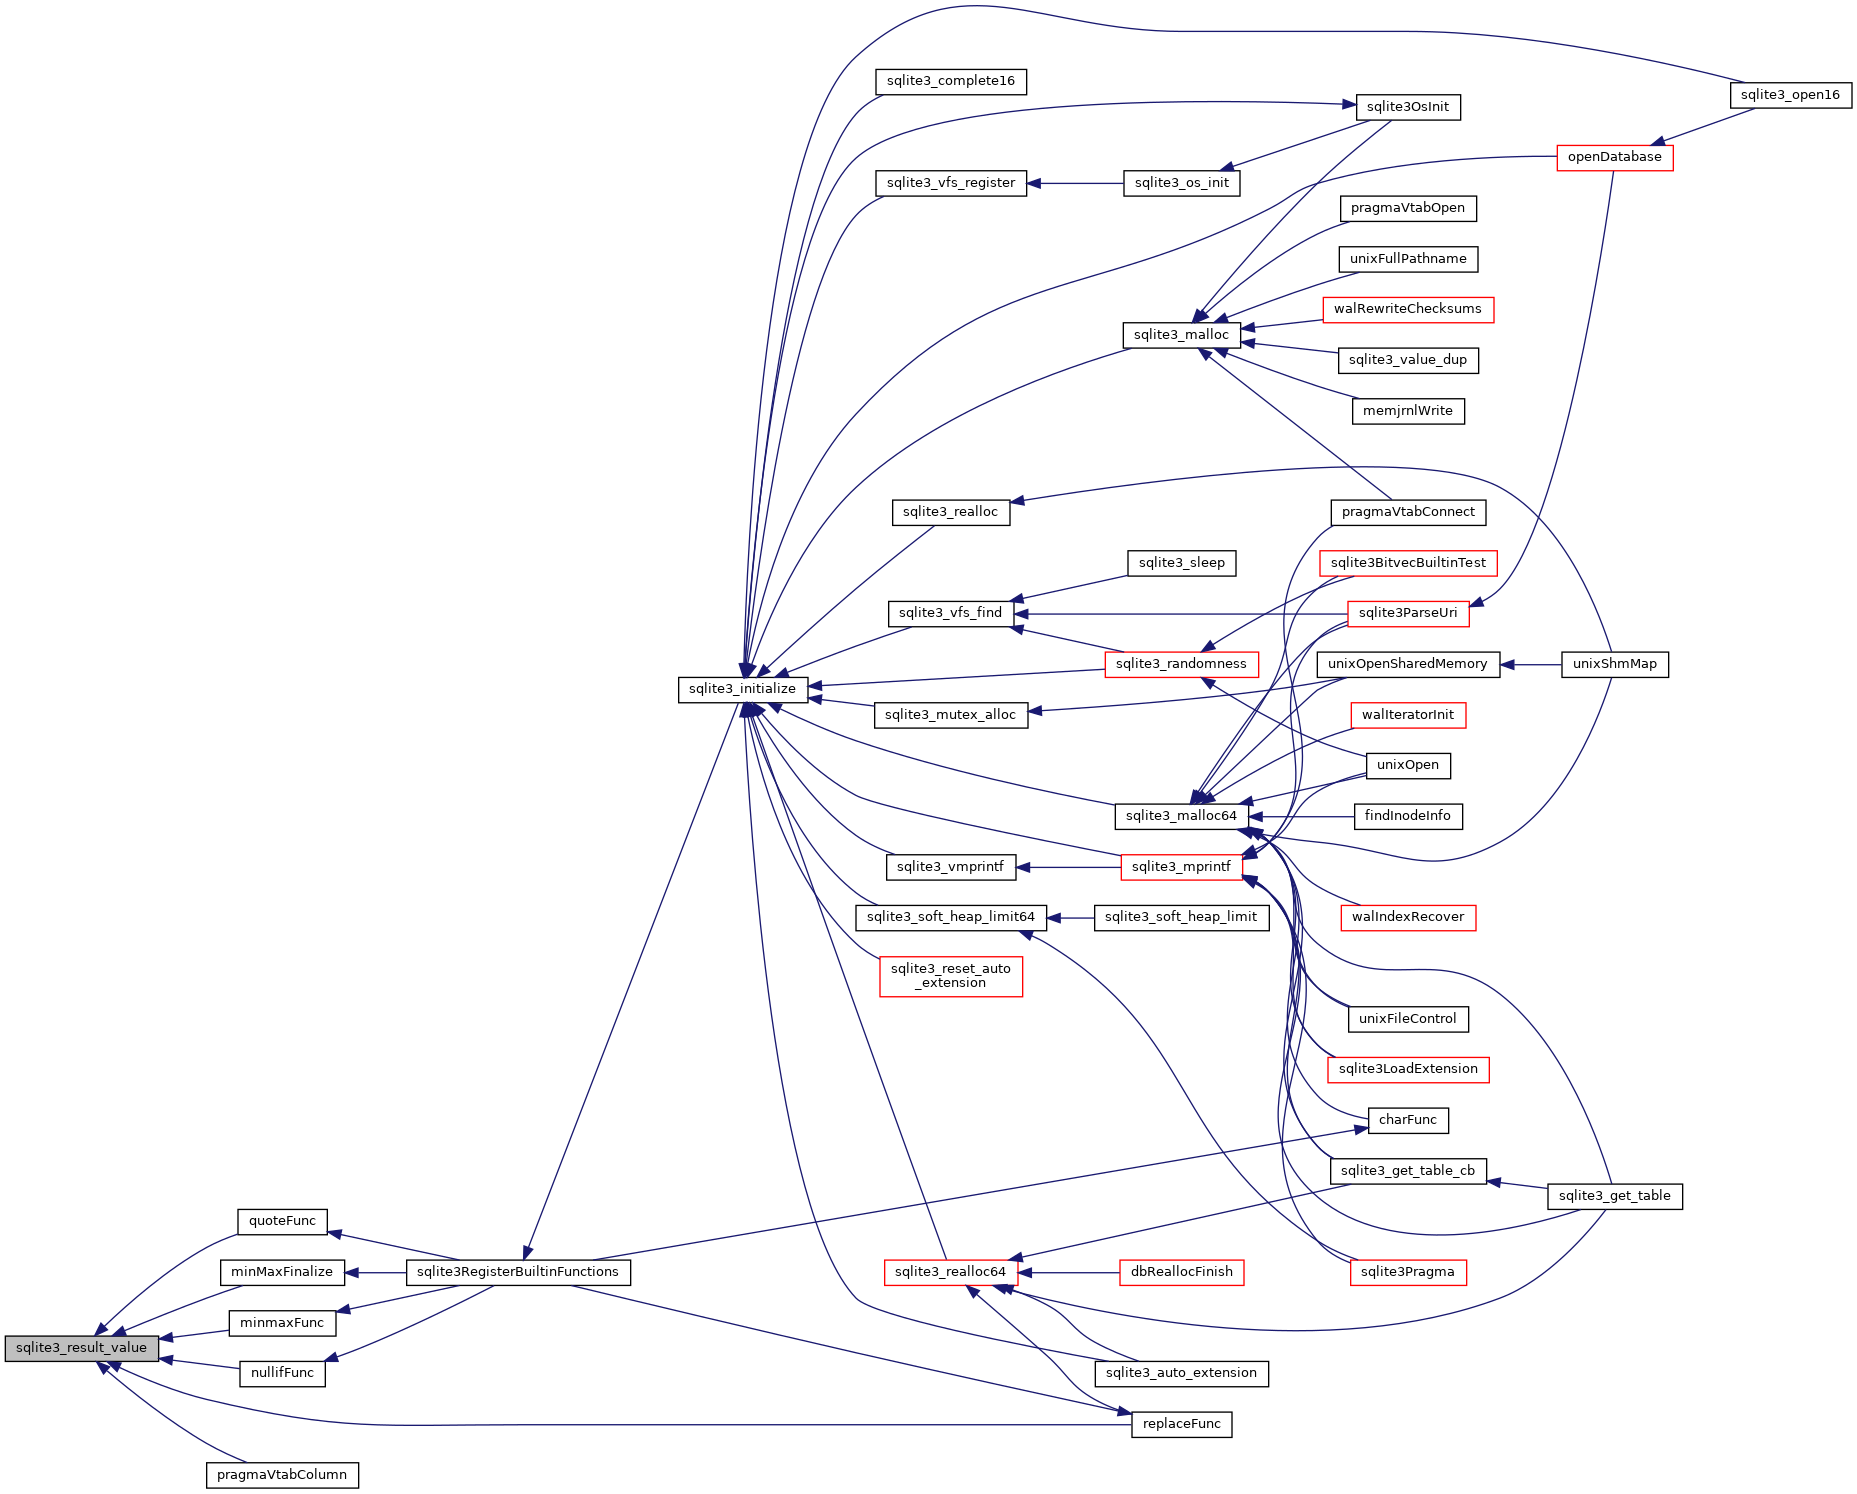 sqlite3_complete16
sqlite3_open16
sqlite3OsInit
openDatabase
sqlite3_vfs_register
sqlite3_os_init
pragmaVtabOpen
unixFullPathname
walRewriteChecksums
sqlite3_malloc
sqlite3_value_dup
memjrnlWrite
sqlite3_realloc
pragmaVtabConnect
sqlite3_sleep
sqlite3BitvecBuiltinTest
sqlite3_vfs_find
sqlite3ParseUri
sqlite3_randomness
unixOpenSharedMemory
unixShmMap
sqlite3_initialize
sqlite3_mutex_alloc
walIteratorInit
unixOpen
sqlite3_malloc64
findInodeInfo
sqlite3_vmprintf
sqlite3_mprintf
sqlite3_soft_heap_limit64
sqlite3_soft_heap_limit
walIndexRecover
sqlite3_reset_auto
_extension
unixFileControl
sqlite3LoadExtension
charFunc
sqlite3_get_table_cb
sqlite3_get_table
quoteFunc
minMaxFinalize
sqlite3RegisterBuiltinFunctions
sqlite3_realloc64
dbReallocFinish
sqlite3Pragma
minmaxFunc
sqlite3_result_value
nullifFunc
sqlite3_auto_extension
replaceFunc
pragmaVtabColumn